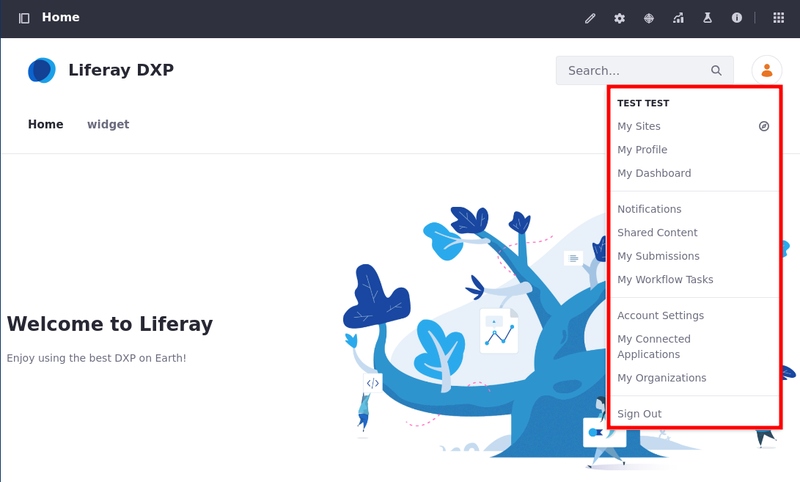 Home
Liferay DXP
Search...
Home
widget
TEST TEST
My Sites
My Profile
My Dashboard
Notifications
Shared Content
My Submissions
My Workflow Tasks
Account Settings
My Connected
Applications
My Organizations
Sign Out
Welcome to Liferay
Enjoy using the best DXP on Earth!
</>